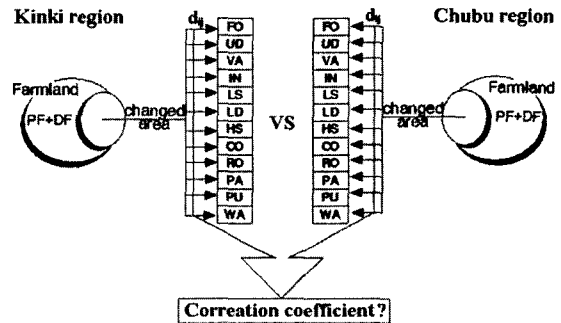 Kinki region
Chubu region
dij
dij
Farmland
PF+DF
changed
area
FO
UD
VA
IN
LS
LD
HS
CO
RO
PA
PU
WA
VS
FO
UD
VA
IN
LS
LD
HS
CO
RO
PA
PU
WA
changed
area
Farmland
PF+DF
Correation coefficient?